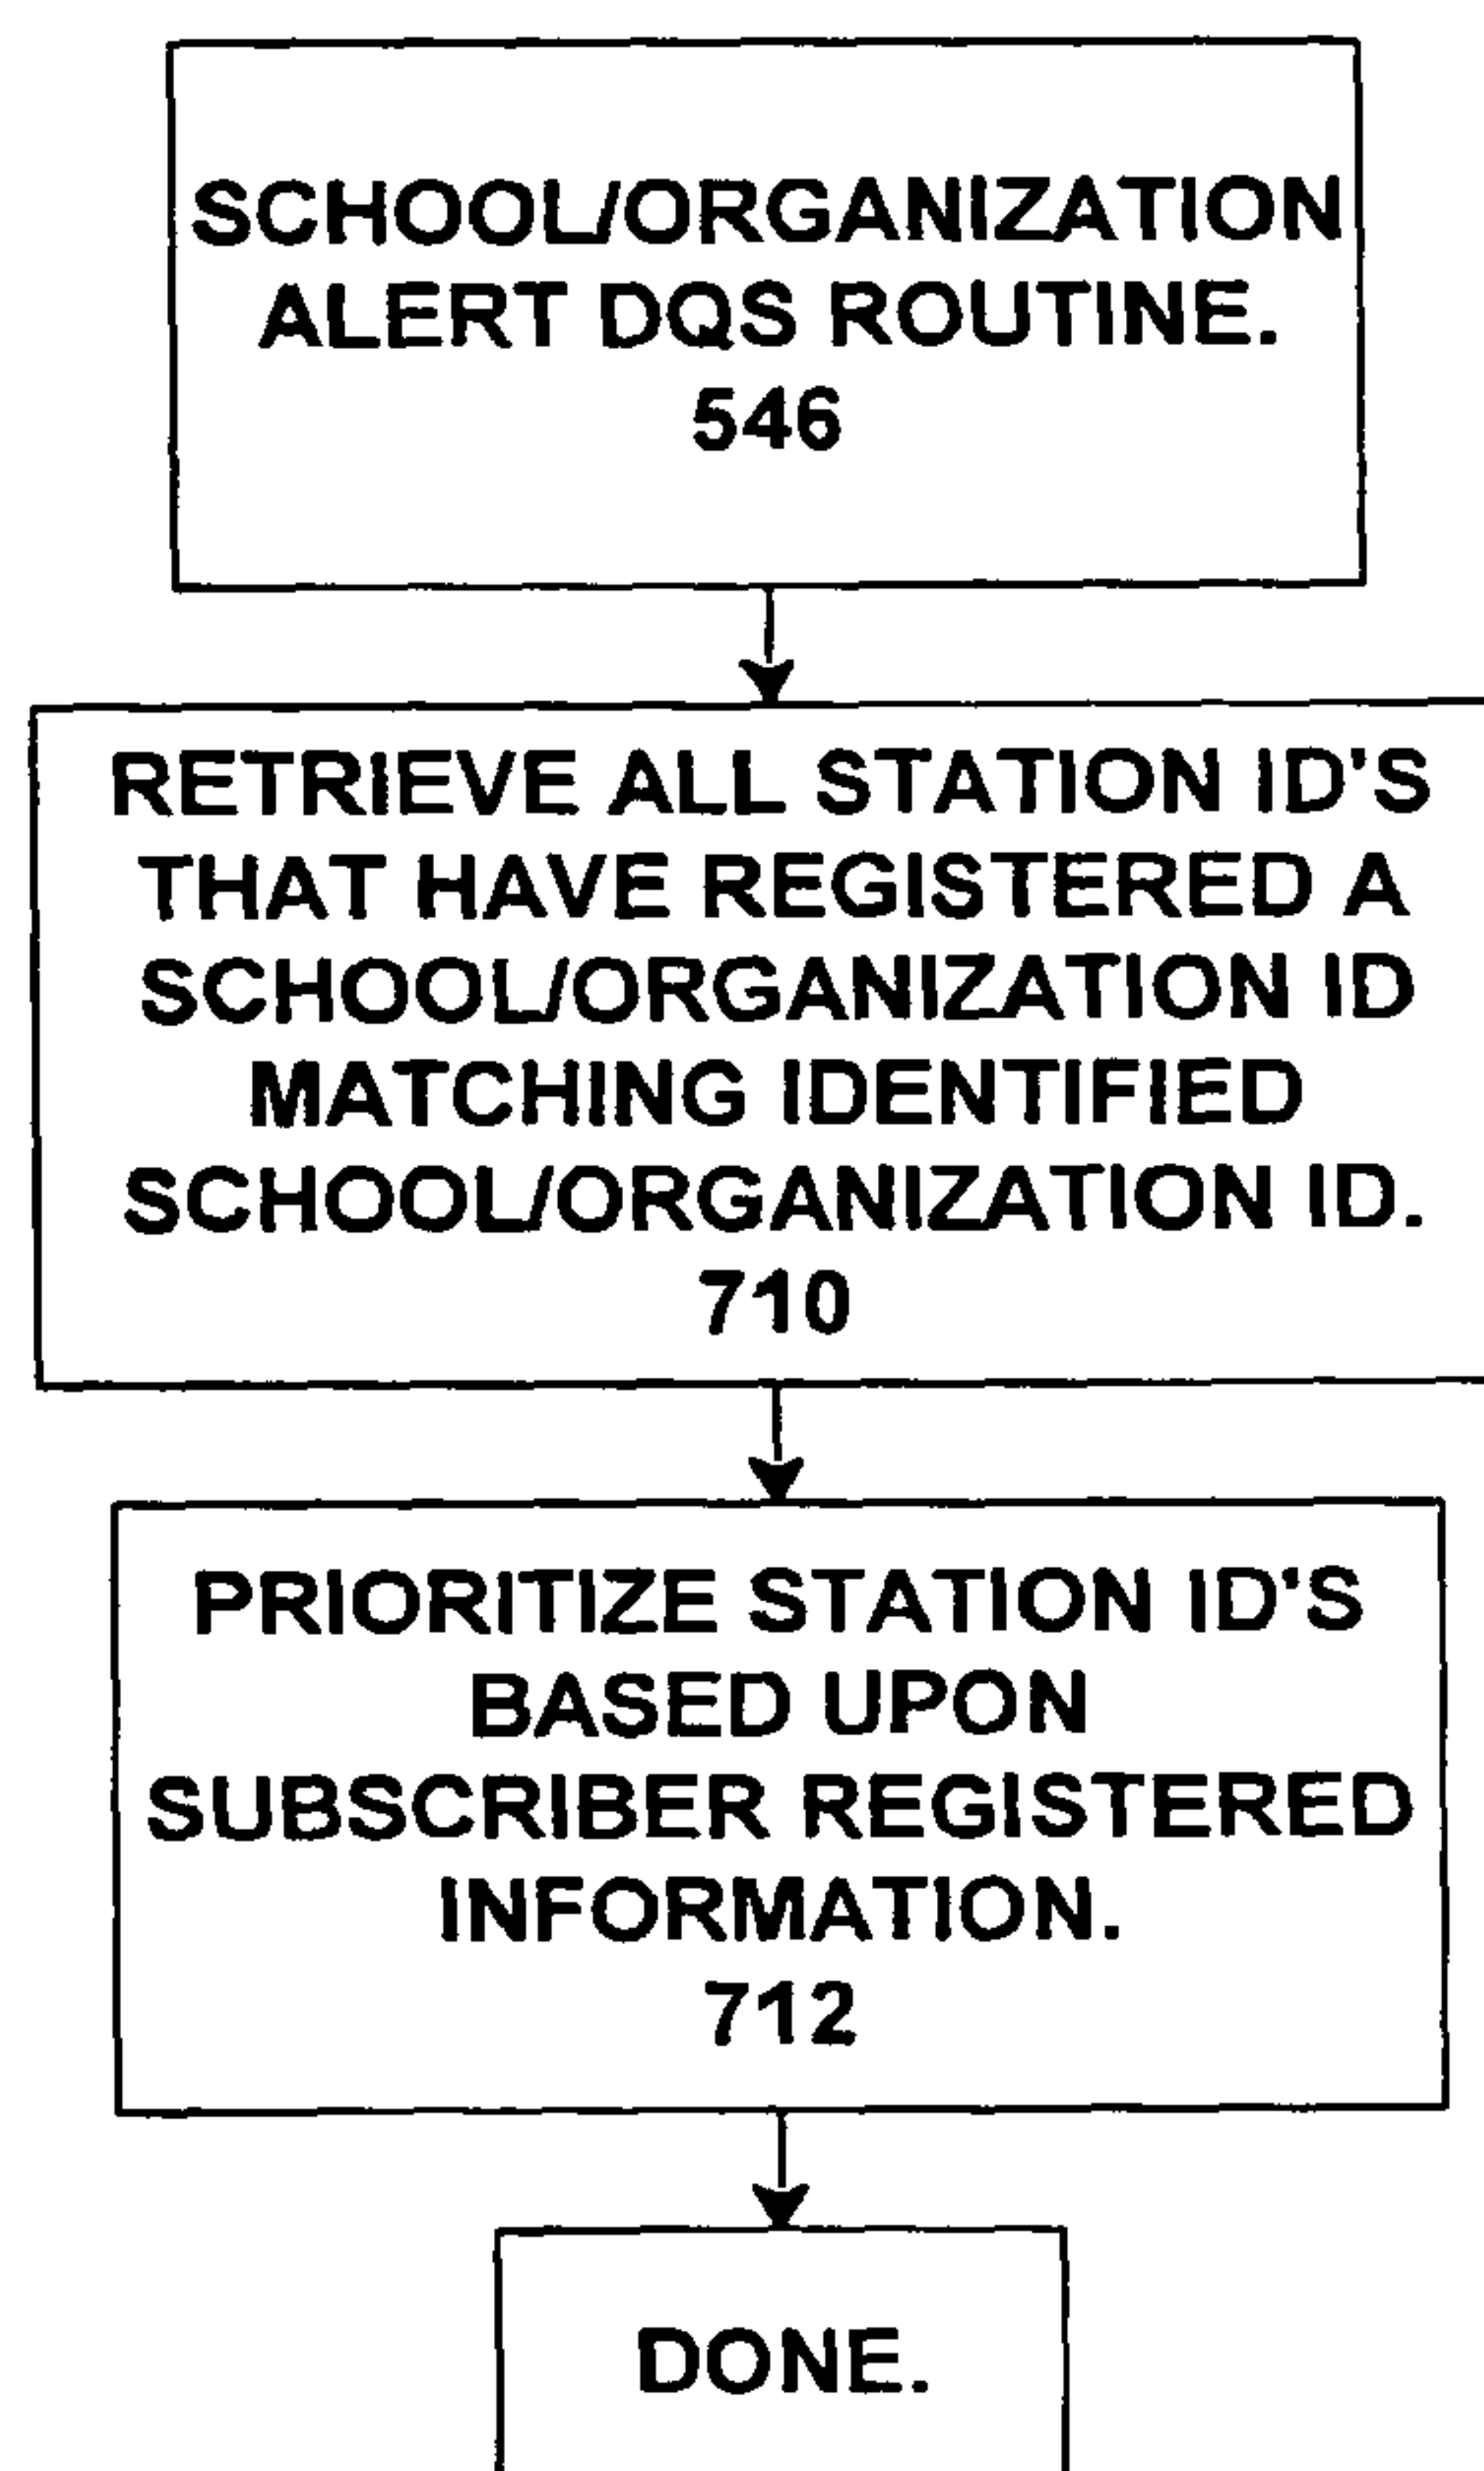 SCHOOL/ORGANIZATION
ALERT DQS ROUTINE.
546
RETRIEVE ALL STATION ID'S
THAT HAVE REGISTERED A
SCHOOL/ORGANIZATION ID
MATCHING IDENTIFIED
SCHOOL/ORGANIZATION ID.
710
PRIORITIZE STATION ID'S
BASED UPON
SUBSCRIBER REGISTERED
INFORMATION.
712
DONE.